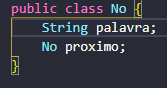 public class No {
    String palavra;
    No proximo;
}